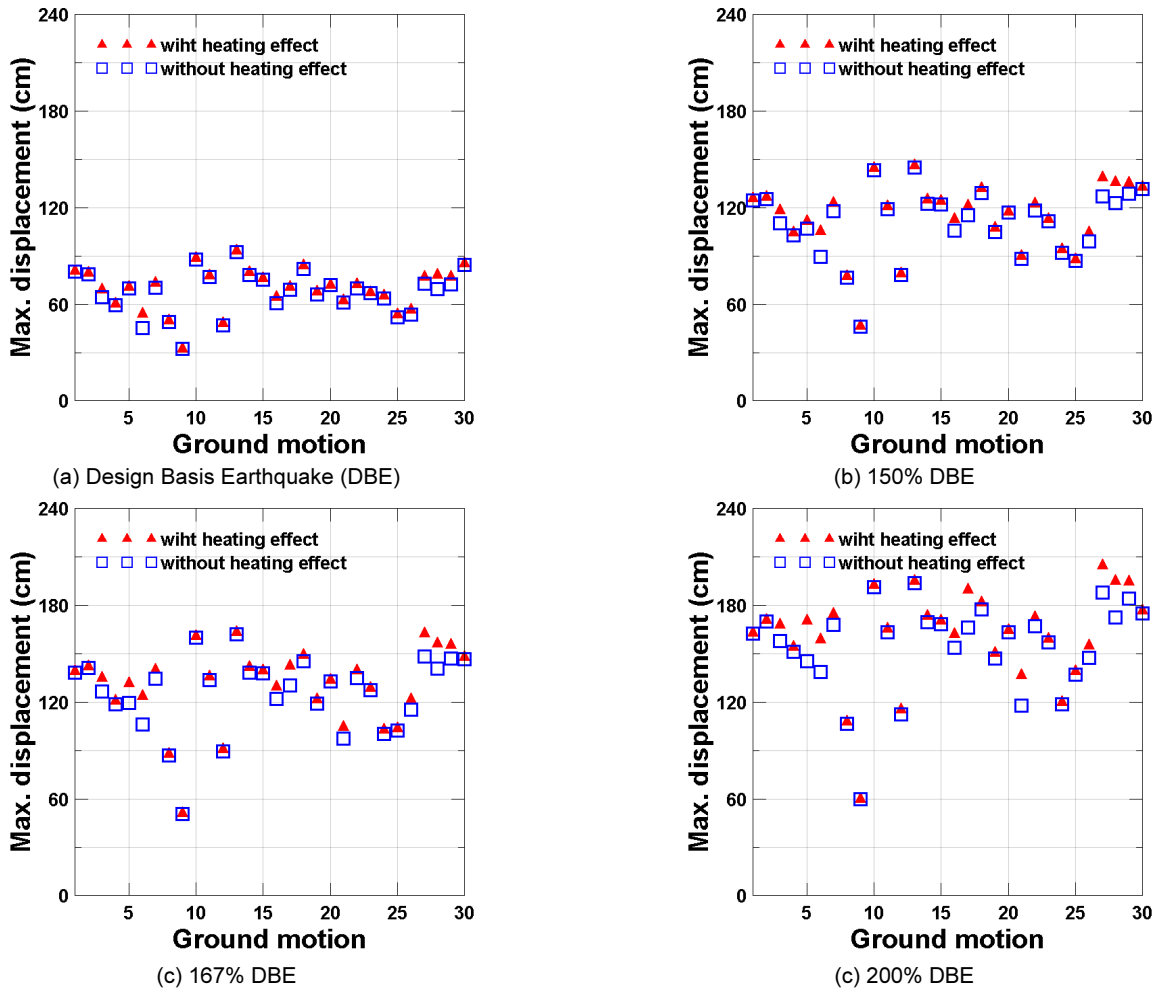 240
wiht heating effect
without heating effect
180
120
60
0
5 10 15 20 25 30
Max. displacement (cm)
Ground motion
(a) Design Basis Earthquake (DBE)
240
wiht heating effect
without heating effect
180
120
60
0
5 10 15 20 25 30
Max. displacement (cm)
Ground motion
(b) 150% DBE
240
wiht heating effect
without heating effect
180
120
60
0
5 10 15 20 25 30
Max. displacement (cm)
Ground motion
(c) 167% DBE
240
wiht heating effect
without heating effect
180
120
60
0
5 10 15 20 25 30
Max. displacement (cm)
Ground motion
(c) 200% DBE